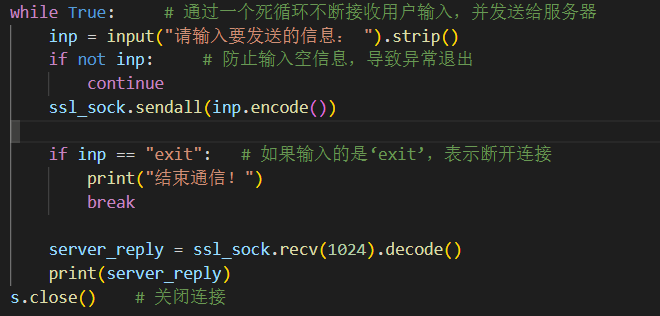 while True:      # 通过一个死循环不断接收用户输入，并发送给服务器
    inp = input("请输入要发送的信息： ").strip()
    if not inp:     # 防止输入空信息，导致异常退出
        continue
    ssl_sock.sendall(inp.encode())
    if inp == "exit":   # 如果输入的是‘exit’，表示断开连接
        print("结束通信！")
        break
    server_reply = ssl_sock.recv(1024).decode()
    print(server_reply)
s.close()    # 关闭连接